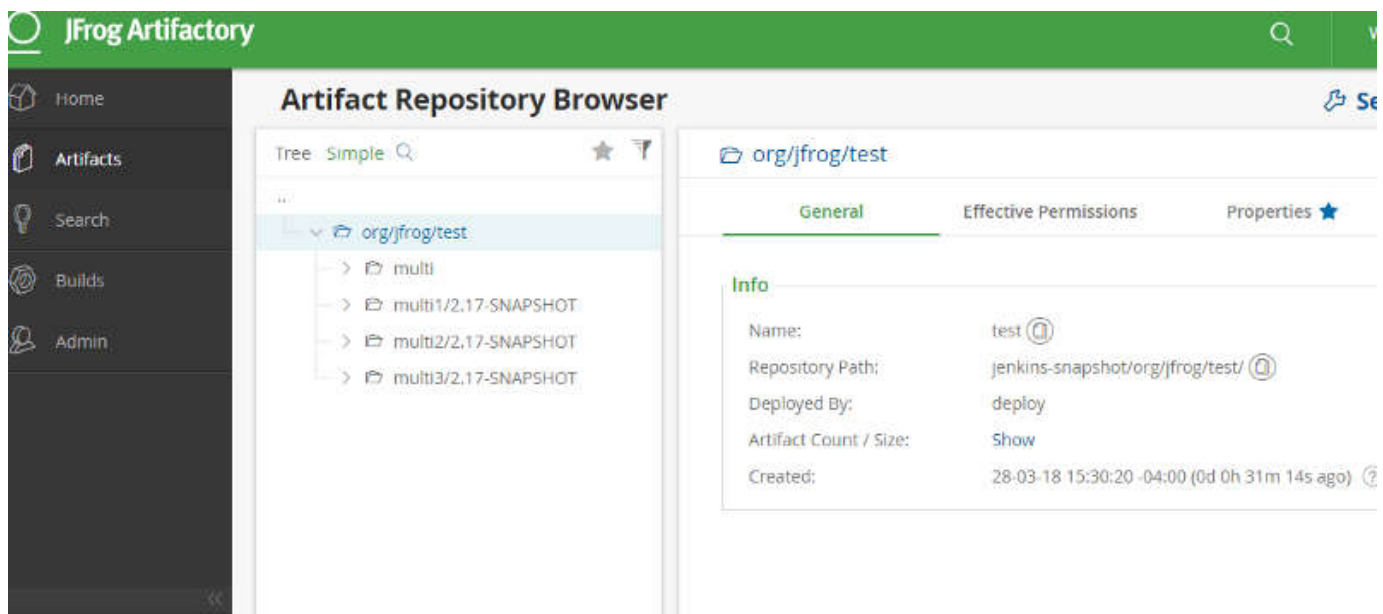 JFrog Artifactory
Home
Artifacts
Search
Builds
Admin
Artifact Repository Browser
Tree Simple
..
org/jfrog/test
multi
multi1/2.17-SNAPSHOT
multi2/2.17-SNAPSHOT
multi3/2.17-SNAPSHOT
org/jfrog/test
General Effective Permissions Properties
Info
Name: test
Repository Path: jenkins-snapshot/org/jfrog/test/
Deployed By: deploy
Artifact Count / Size: Show
Created: 28-03-18 15:30:20 -04:00 (0d 0h 31m 14s ago)